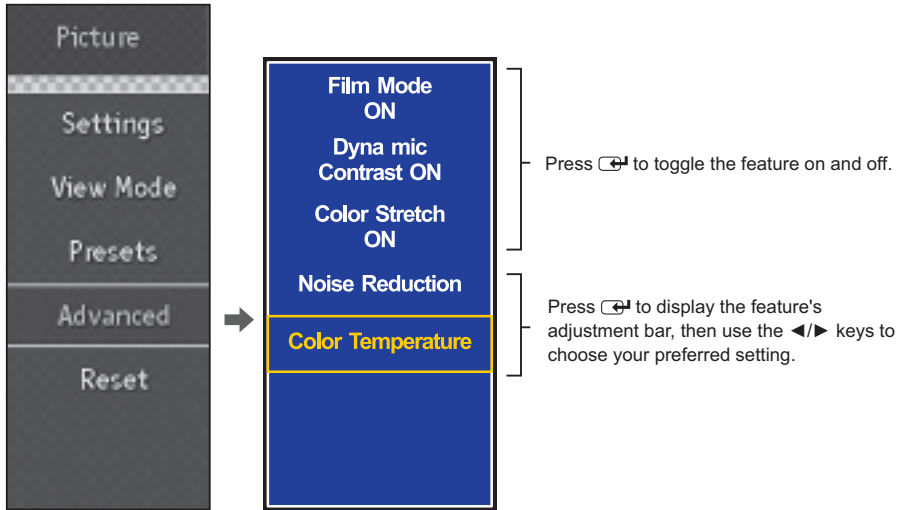 Picture
Settings
View Mode
Presets
Advanced
Reset
Film Mode
ON
Dyna mic
Contrast ON
Color Stretch
ON
Noise Reduction
Color Temperature
Press to toggle the feature on and off.
Press to display the feature's
adjustment bar, then use the ◄/► keys to
choose your preferred setting.